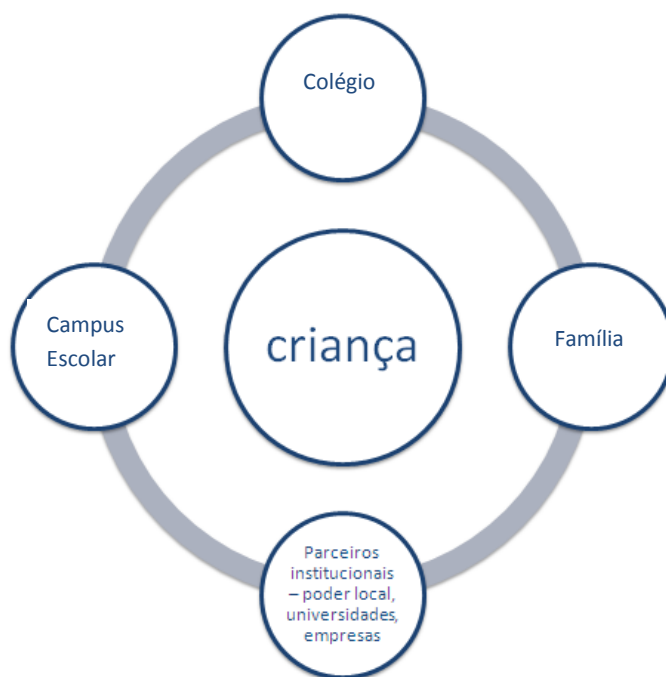 Colégio
Campus
Escolar
criança
Família
Parceiros
institucionais
– poder local,
universidades,
empresas